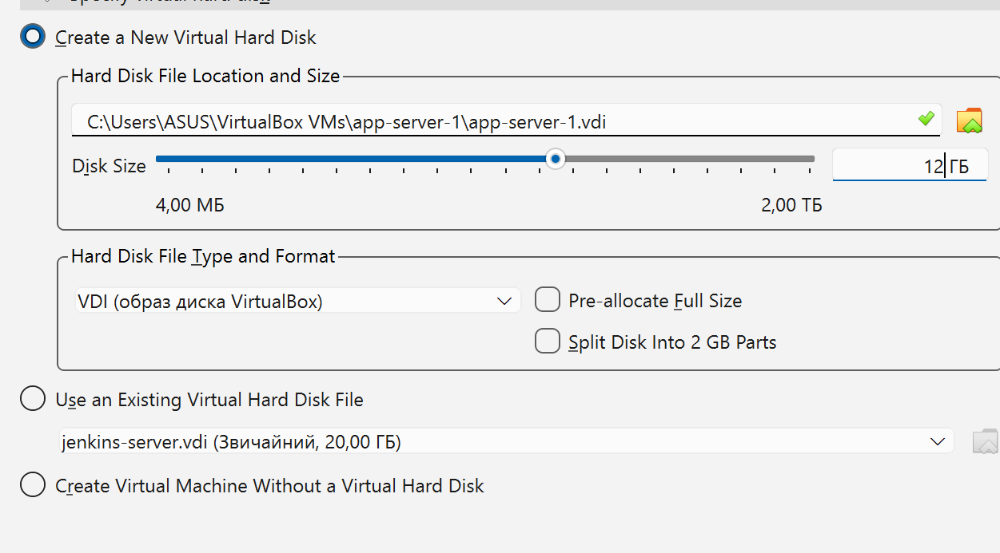 Create a New Virtual Hard Disk
Hard Disk File Location and Size
C:\Users\ASUS\VirtualBox VMs\app-server-1\app-server-1.vdi
Disk Size
12 ГБ
4,00 МБ 2,00 ТБ
Hard Disk File Type and Format
VDI (образ диска VirtualBox)
Pre-allocate Full Size
Split Disk Into 2 GB Parts
Use an Existing Virtual Hard Disk File
jenkins-server.vdi (Звичайний, 20,00 ГБ)
Create Virtual Machine Without a Virtual Hard Disk